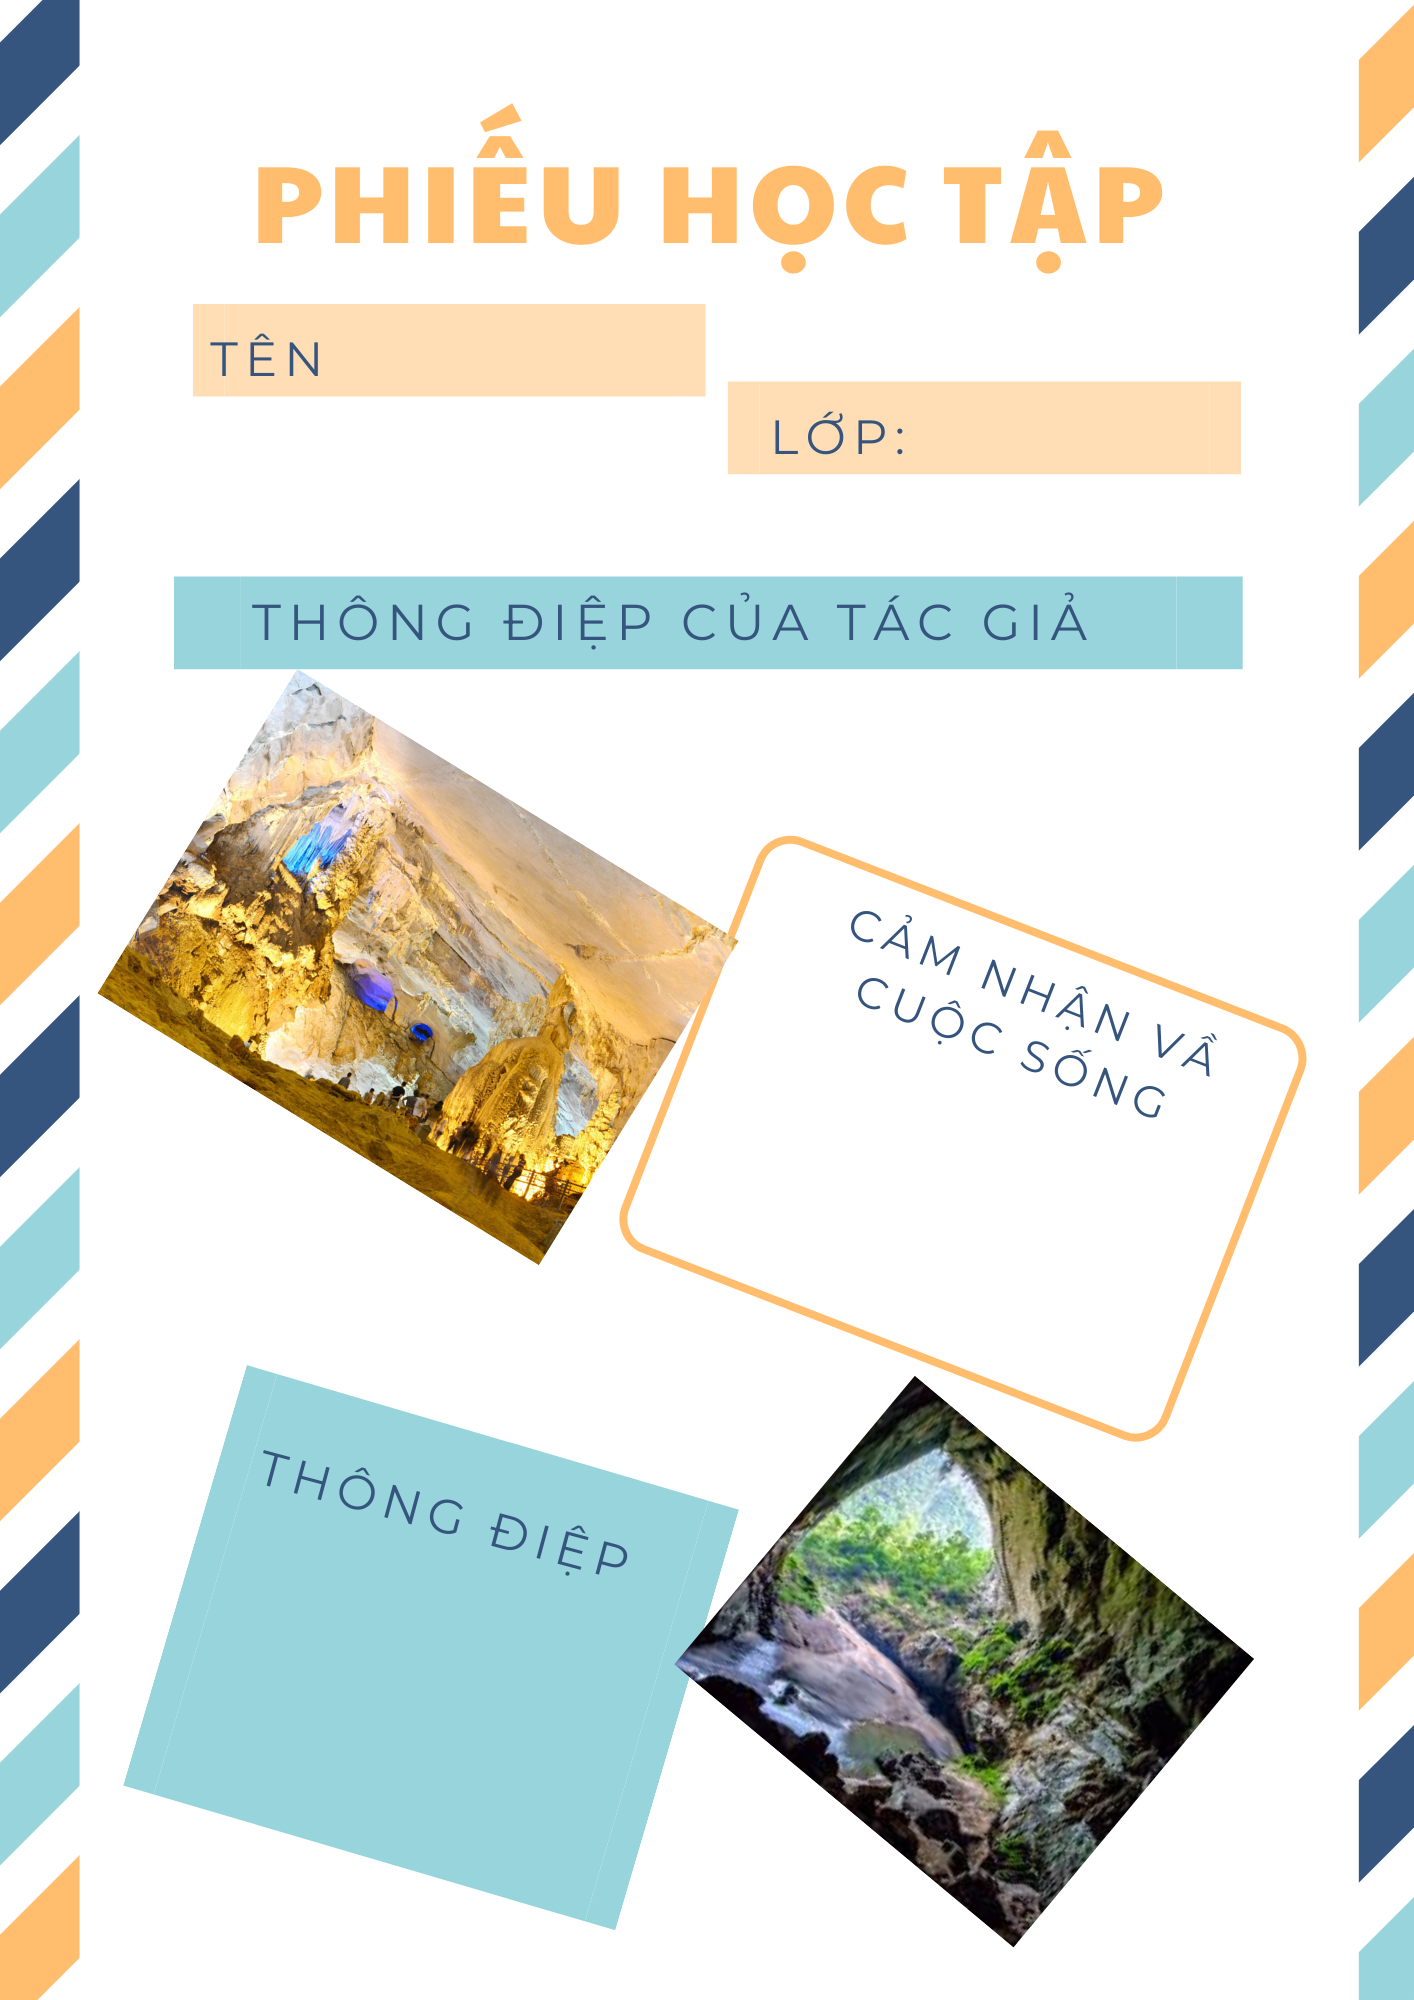 PHIẾU HỌC TẬP
TÊN
LỚP:
THÔNG ĐIỆP CỦA TÁC GIẢ
CẢM NHẬN VẦ
CUỘC SỐNG
THÔNG ĐIỆP